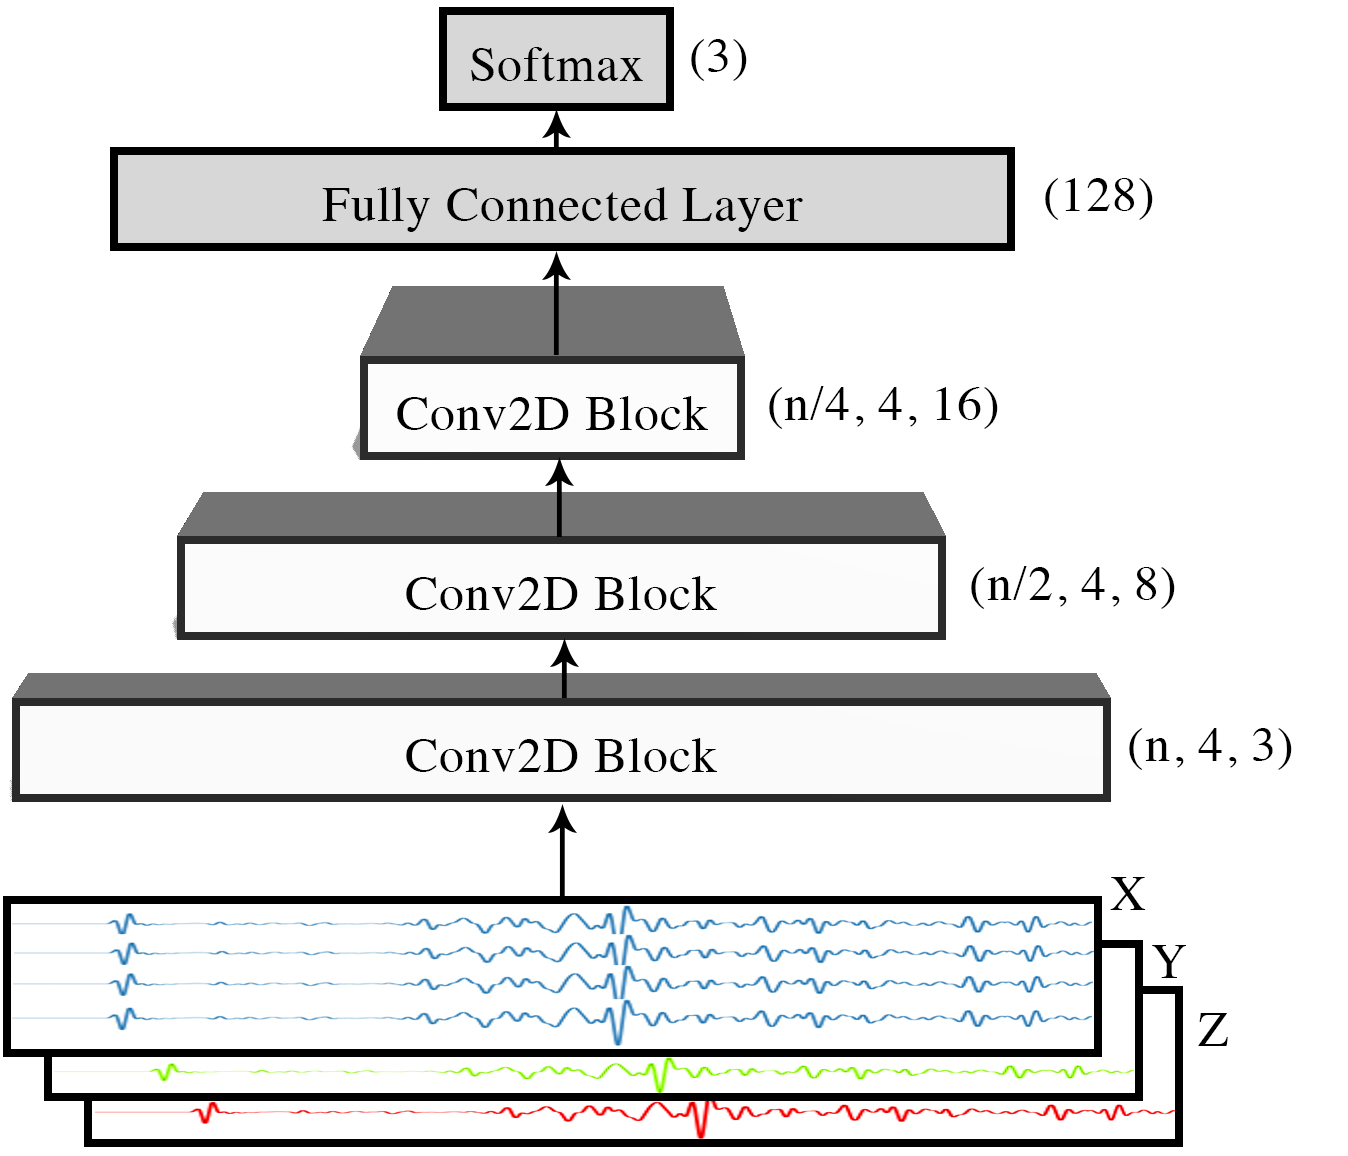 Softmax (3)
Fully Connected Layer (128)
Conv2D Block (n/4, 4, 16)
Conv2D Block (n/2, 4, 8)
Conv2D Block (n, 4, 3)
X
Y
Z